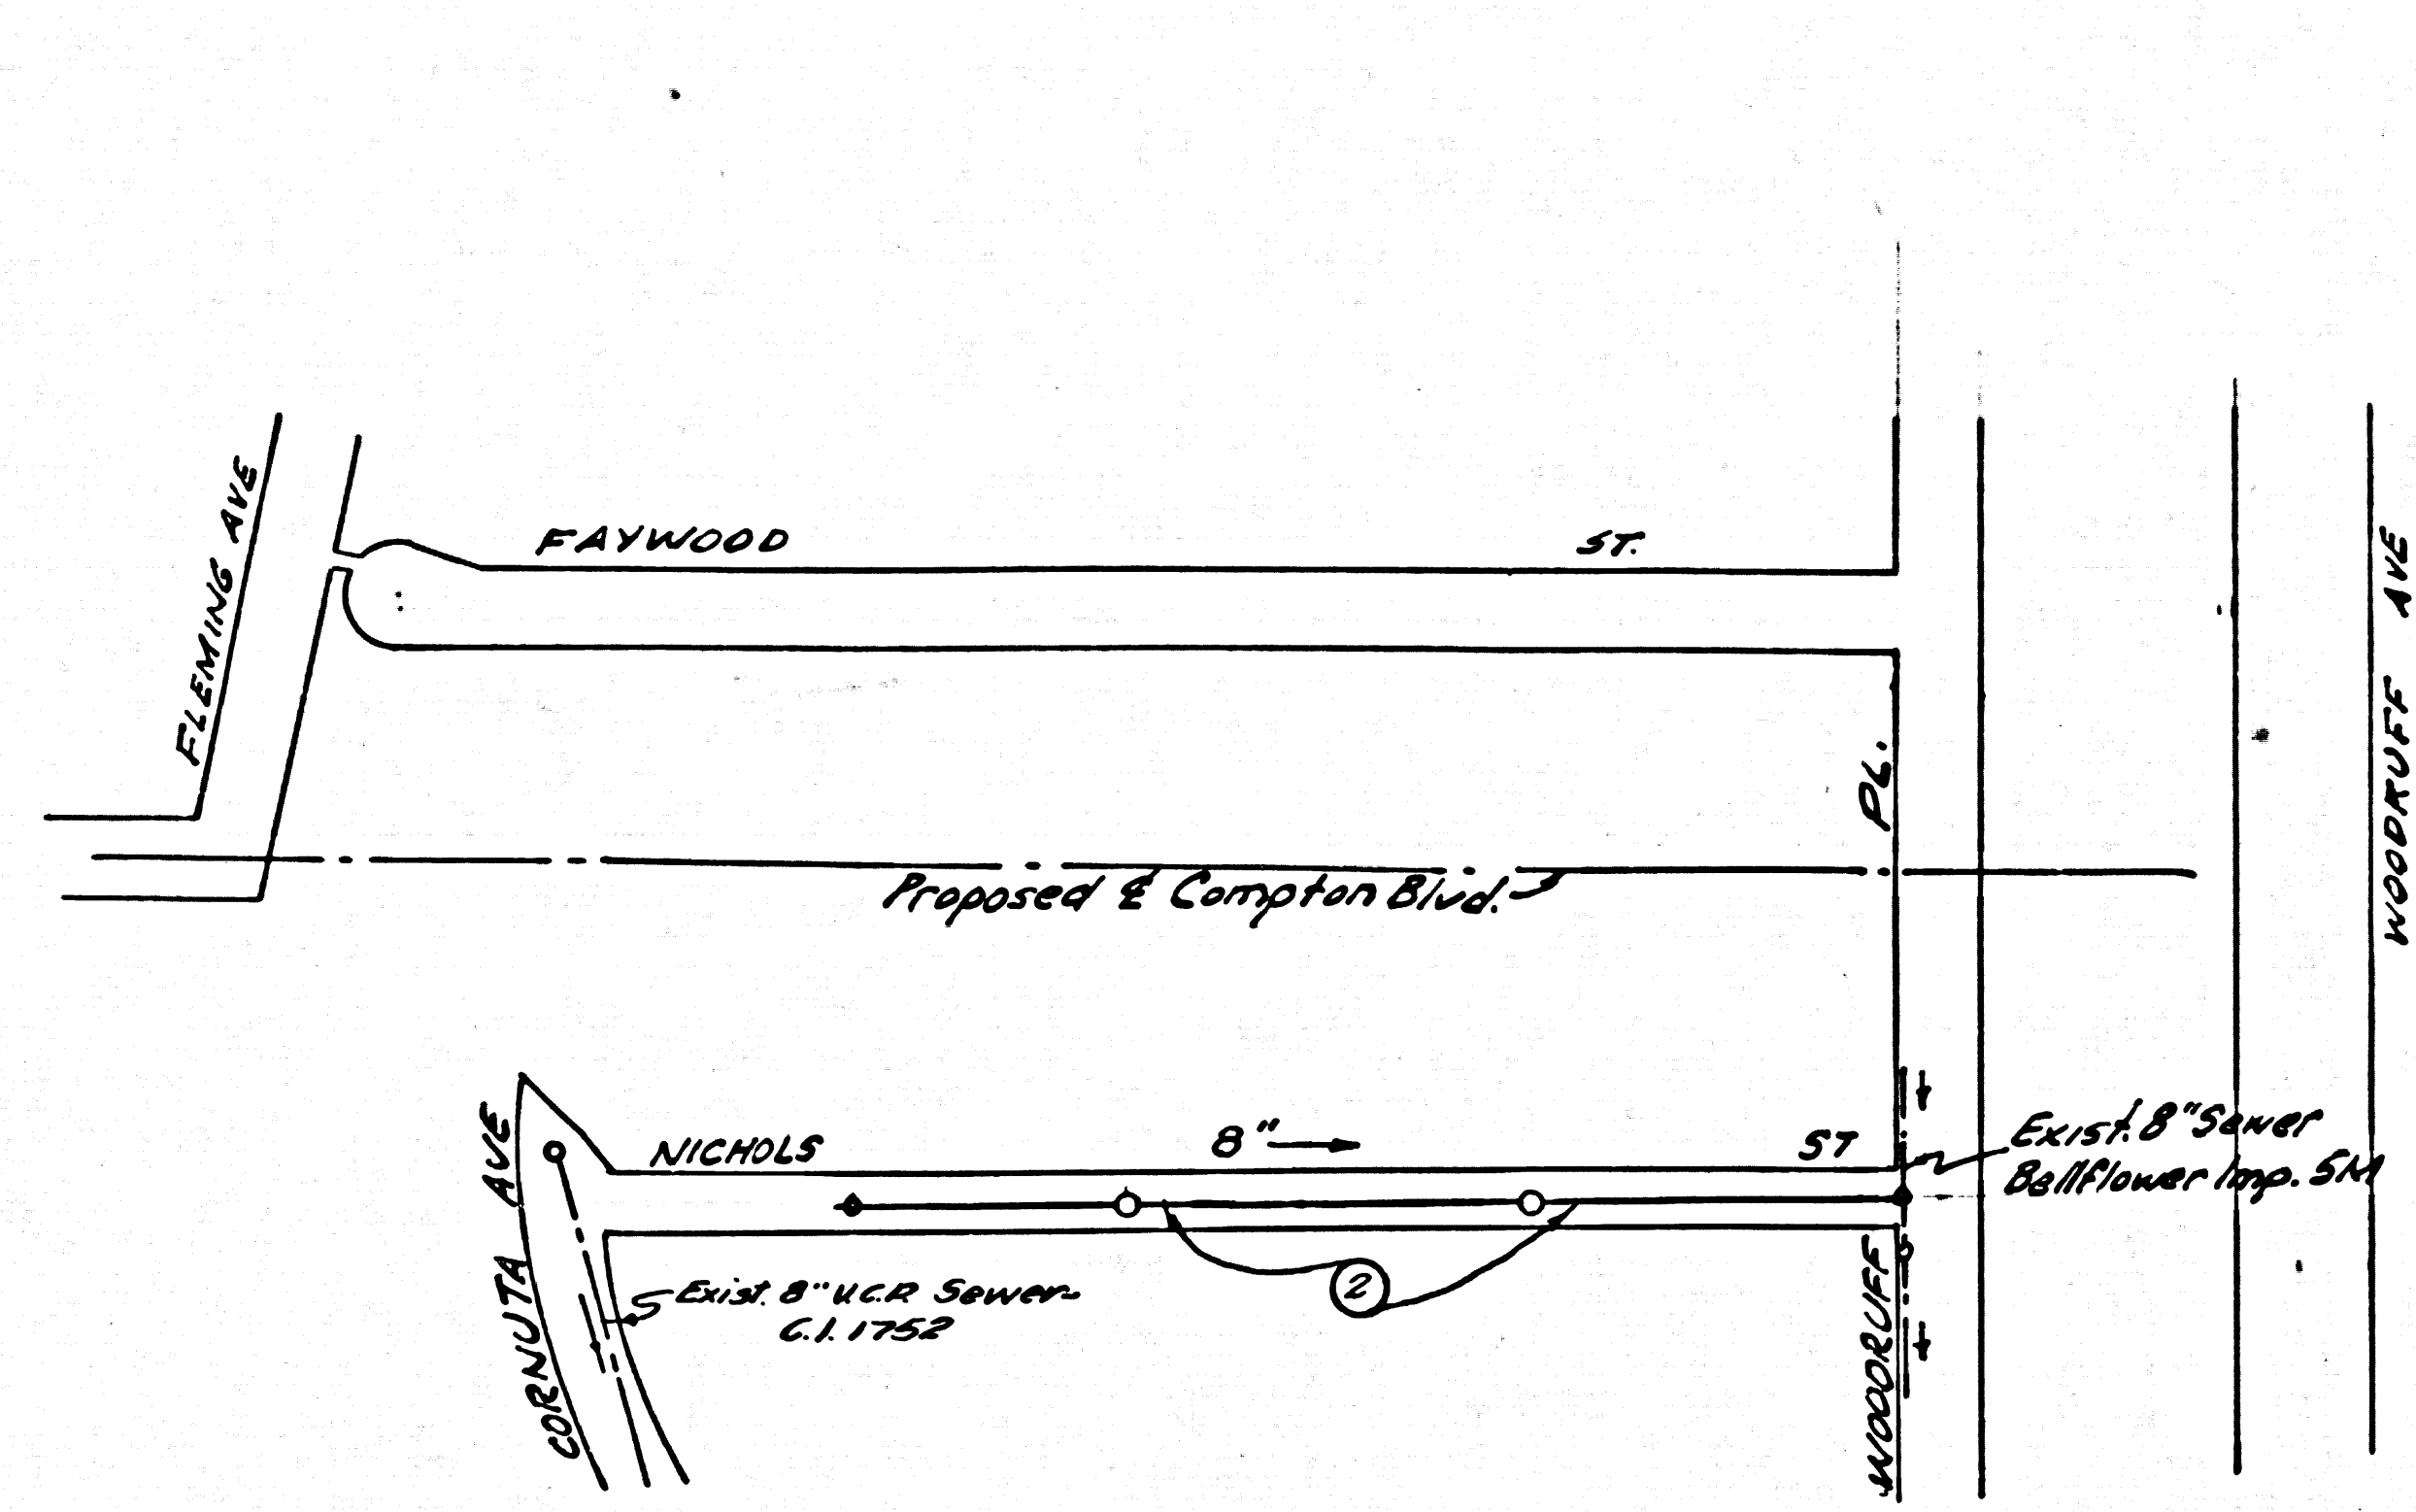 FLEMING AVE
FAYWOOD ST.
WOODRUFF AVE
Proposed ℄ Compton Blvd.
CORNUTA AVE
NICHOLS ST
8"
Exist. 8" Sewer
Bellflower Imp. 5M
2
Exist. 8" V.C.P. Sewer
C.I. 1752
WOODRUFF PL.